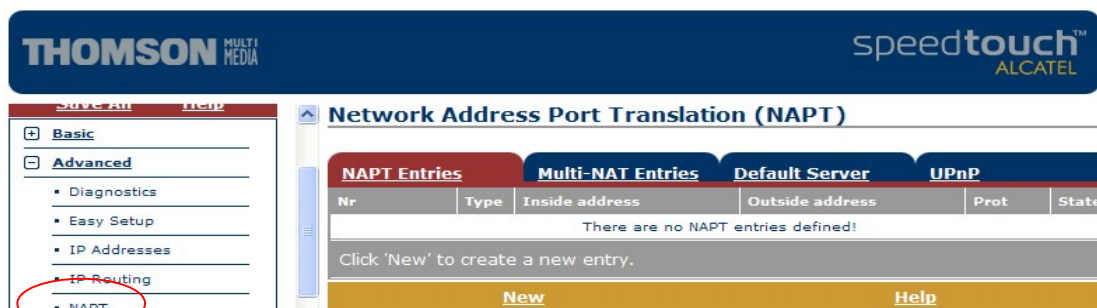 THOMSON MULTI MEDIA
speedtouch™
ALCATEL
Save All Help
Basic
Advanced
Diagnostics
Easy Setup
IP Addresses
IP Routing
NAPT
Network Address Port Translation (NAPT)
NAPT Entries Multi-NAT Entries Default Server UPnP
Nr Type Inside address Outside address Prot State
There are no NAPT entries defined!
Click 'New' to create a new entry.
New Help